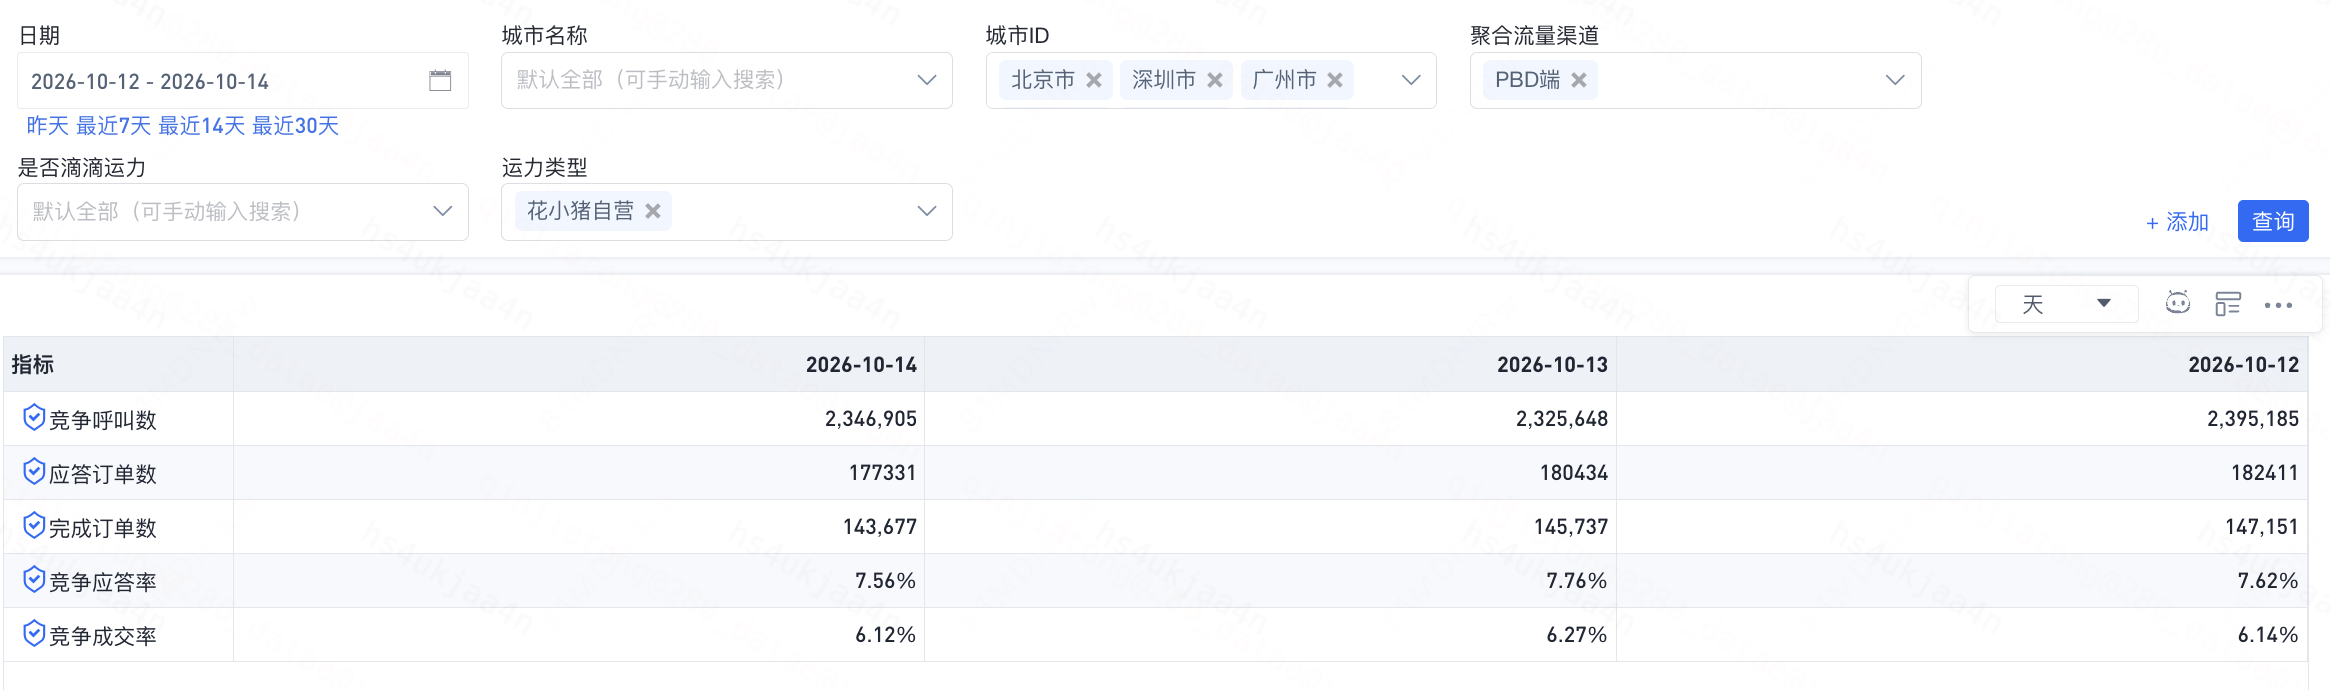 日期 城市名称 城市ID 聚合流量渠道
2026-10-12 - 2026-10-14 默认全部（可手动输入搜索） 北京市 深圳市 广州市 PBD端
昨天 最近7天 最近14天 最近30天
是否滴滴运力 运力类型
默认全部（可手动输入搜索） 花小猪自营 + 添加 查询
天
指标 2026-10-14 2026-10-13 2026-10-12
竞争呼叫数 2,346,905 2,325,648 2,395,185
应答订单数 177331 180434 182411
完成订单数 143,677 145,737 147,151
竞争应答率 7.56% 7.76% 7.62%
竞争成交率 6.12% 6.27% 6.14%